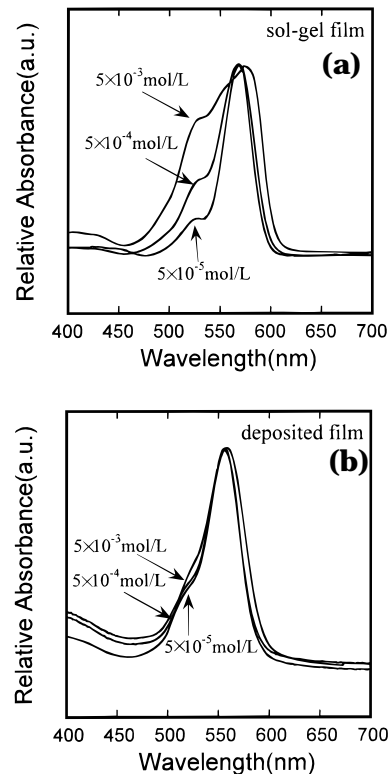 sol-gel film
(a)
5×10⁻³mol/L
5×10⁻⁴mol/L
5×10⁻⁵mol/L
Relative Absorbance(a.u.)
400 450 500 550 600 650 700
Wavelength(nm)
deposited film
(b)
5×10⁻³mol/L
5×10⁻⁴mol/L
5×10⁻⁵mol/L
Relative Absorbance(a.u.)
400 450 500 550 600 650 700
Wavelength(nm)